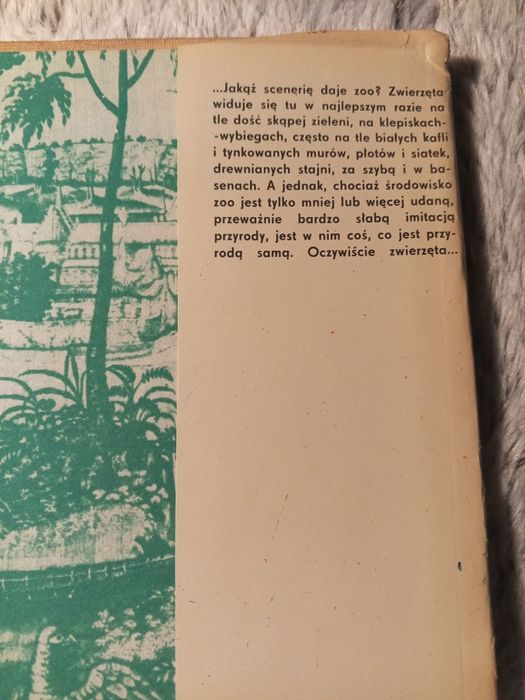 ...Jakąż scenerię daje zoo? Zwierzęta
widuje się tu w najlepszym razie na
tle dość skąpej zieleni, na klepiskach-
-wybiegach, często na tle białych kafli
i tynkowanych murów, płotów i siatek,
drewnianych stajni, za szybą i w ba-
senach. A jednak, chociaż środowisko
zoo jest tylko mniej lub więcej udaną,
przeważnie bardzo słabą imitacją
przyrody, jest w nim coś, co jest przy-
rodą samą. Oczywiście zwierzęta...